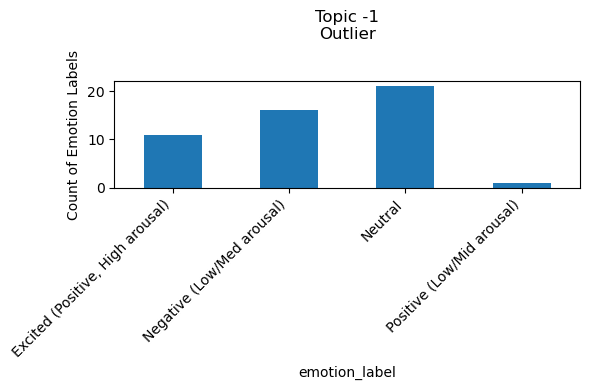 Topic -1
Outlier
Count of Emotion Labels
20
10
0
Excited (Positive, High arousal)
Negative (Low/Med arousal)
Neutral
Positive (Low/Mid arousal)
emotion_label